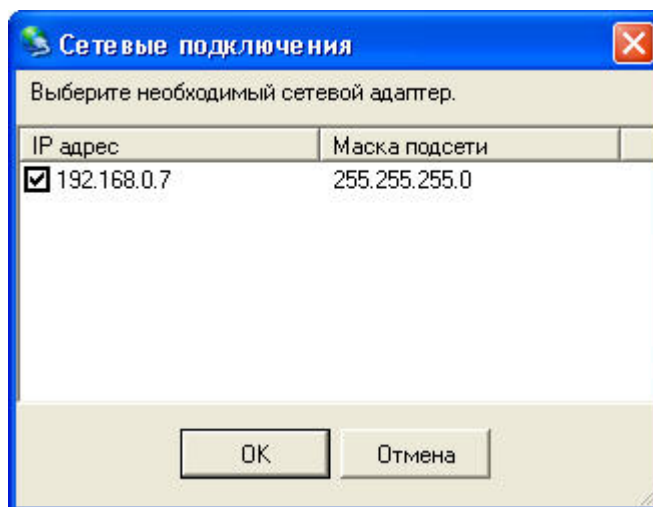 Сетевые подключения
Выберите необходимый сетевой адаптер.
IP адрес Маска подсети
192.168.0.7 255.255.255.0
OK Отмена